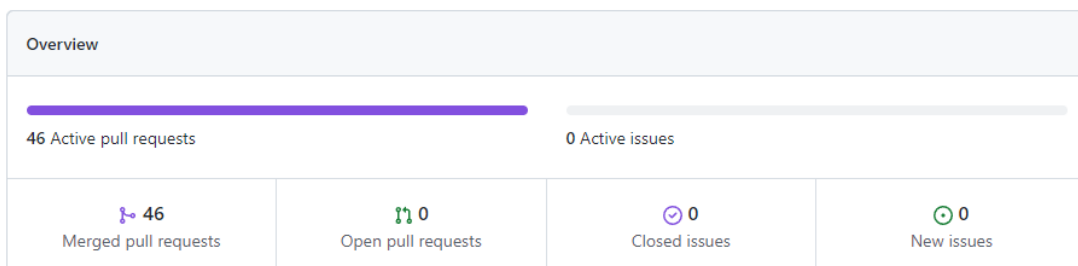 Overview
46 Active pull requests
0 Active issues
46
Merged pull requests
0
Open pull requests
0
Closed issues
0
New issues